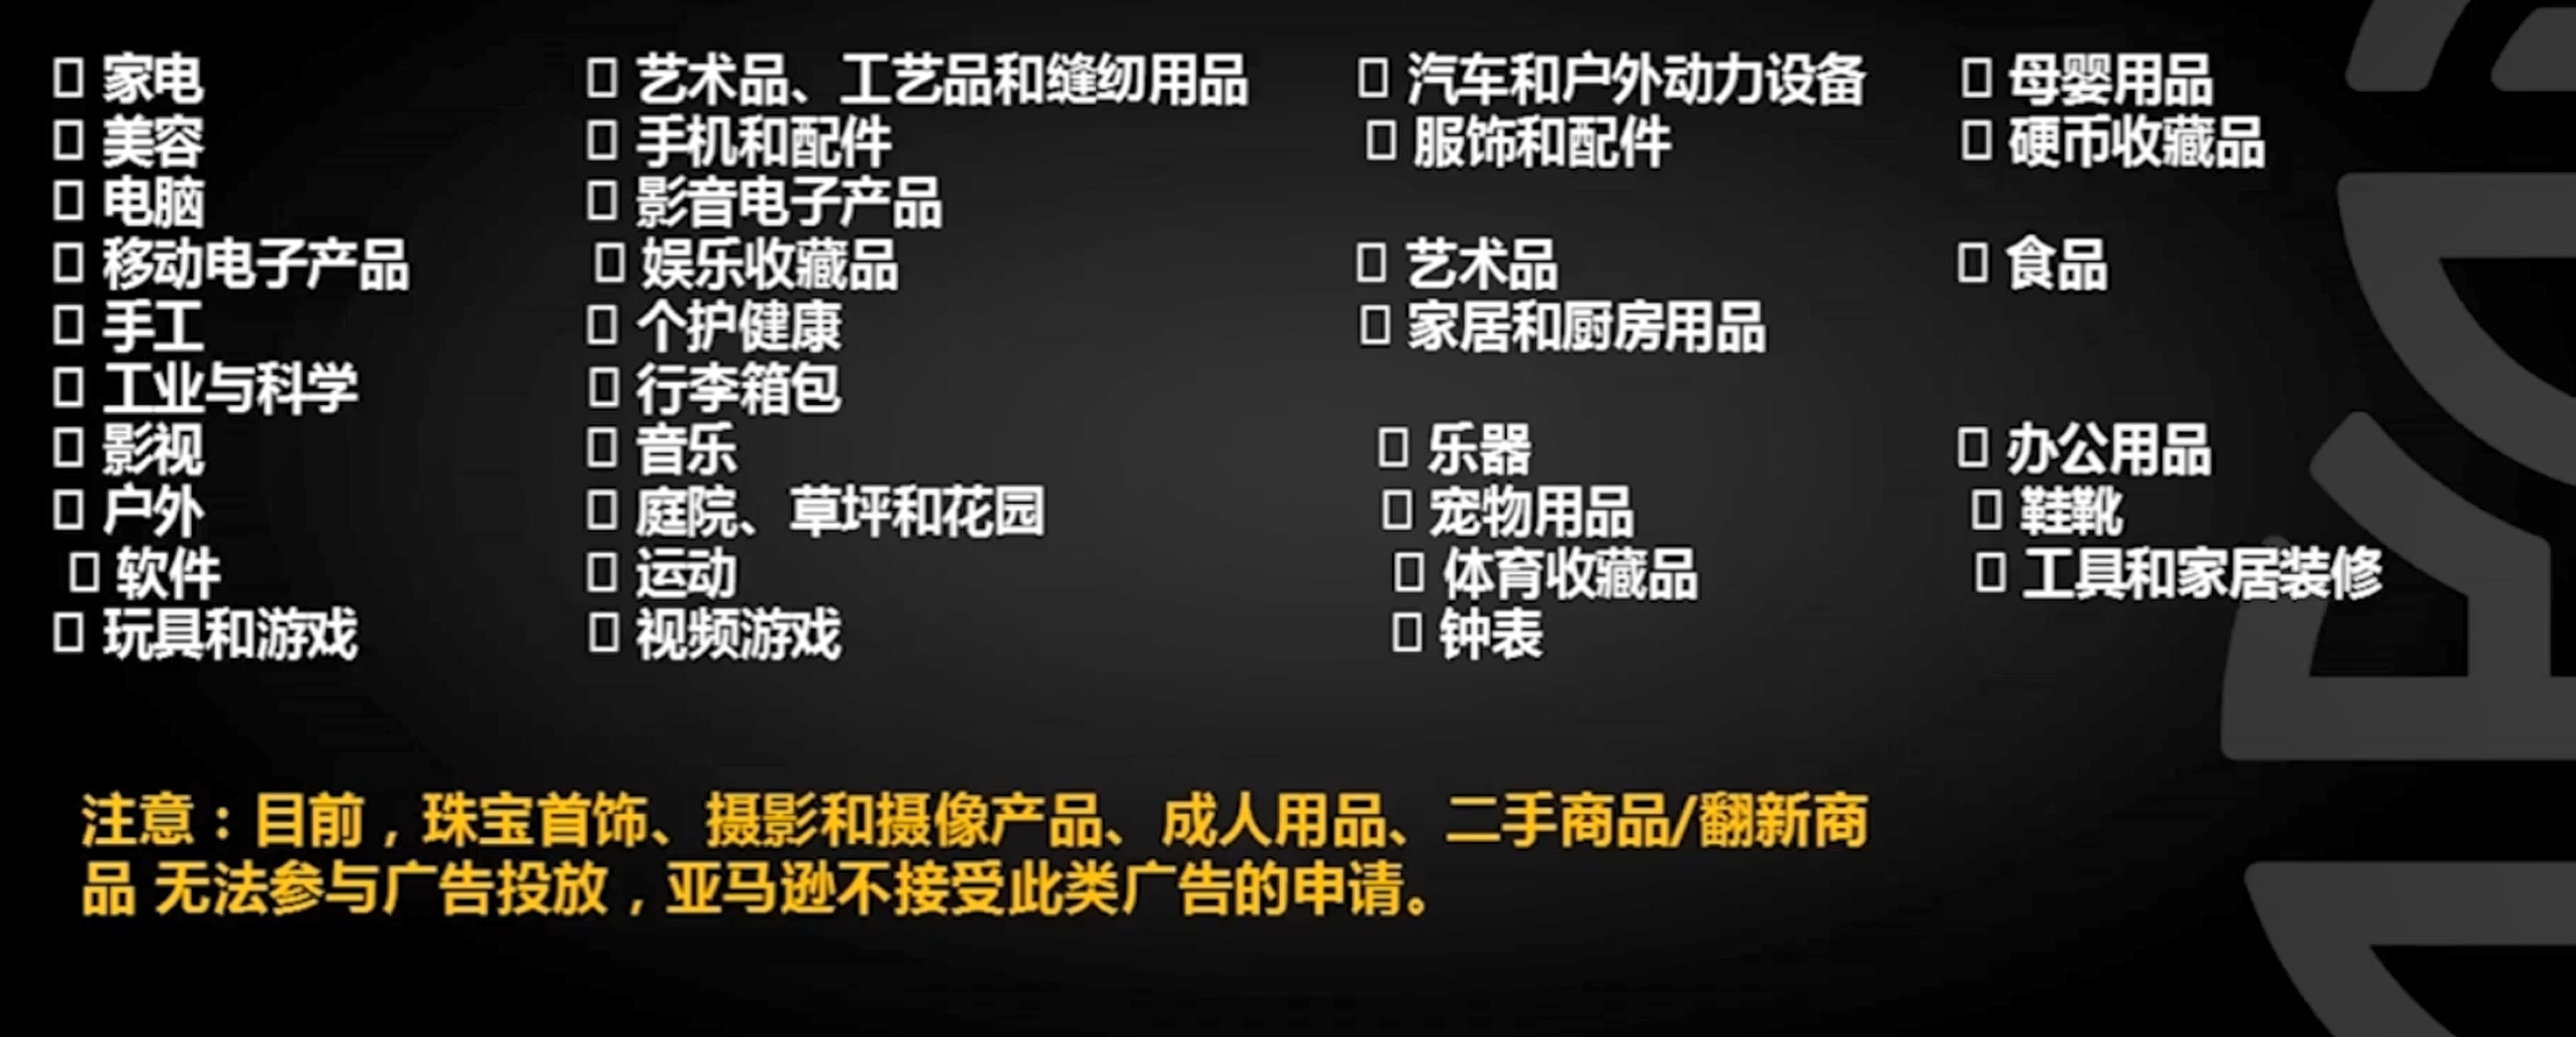 家电 艺术品、工艺品和缝纫用品 汽车和户外动力设备 母婴用品
美容 手机和配件 服饰和配件 硬币收藏品
电脑 影音电子产品
移动电子产品 娱乐收藏品 艺术品 食品
手工 个护健康 家居和厨房用品
工业与科学 行李箱包
影视 音乐 乐器 办公用品
户外 庭院、草坪和花园 宠物用品 鞋靴
软件 运动 体育收藏品 工具和家居装修
玩具和游戏 视频游戏 钟表
注意：目前，珠宝首饰、摄影和摄像产品、成人用品、二手商品/翻新商
品 无法参与广告投放，亚马逊不接受此类广告的申请。